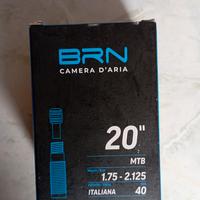 BRN
CAMERA D'ARIA
20"
MTB
1.75 - 2.125
ITALIANA 40